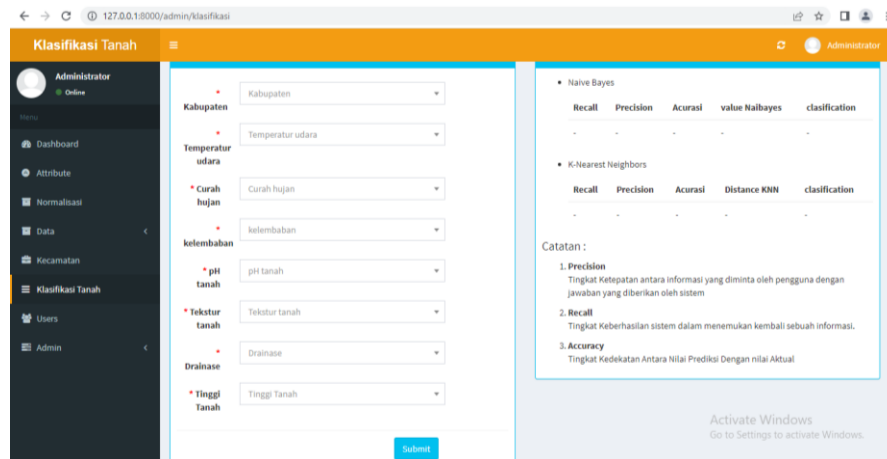 127.0.0.1:8000/admin/klasifikasi
Klasifikasi Tanah
Administrator
Administrator
Online
Menu
Dashboard
Attribute
Normalisasi
Data
Kecamatan
Klasifikasi Tanah
Users
Admin
* Kabupaten
Kabupaten
* Temperatur udara
Temperatur udara
* Curah hujan
Curah hujan
* kelembaban
kelembaban
* pH tanah
pH tanah
* Tekstur tanah
Tekstur tanah
* Drainase
Drainase
* Tinggi Tanah
Tinggi Tanah
Submit
• Naive Bayes
Recall Precision Acurasi value Naibayes clasification
- - - - -
• K-Nearest Neighbors
Recall Precision Acurasi Distance KNN clasification
- - - - -
Catatan :
1. Precision
Tingkat Ketepatan antara informasi yang diminta oleh pengguna dengan
jawaban yang diberikan oleh sistem
2. Recall
Tingkat Keberhasilan sistem dalam menemukan kembali sebuah informasi.
3. Accuracy
Tingkat Kedekatan Antara Nilai Prediksi Dengan nilai Aktual
Activate Windows
Go to Settings to activate Windows.